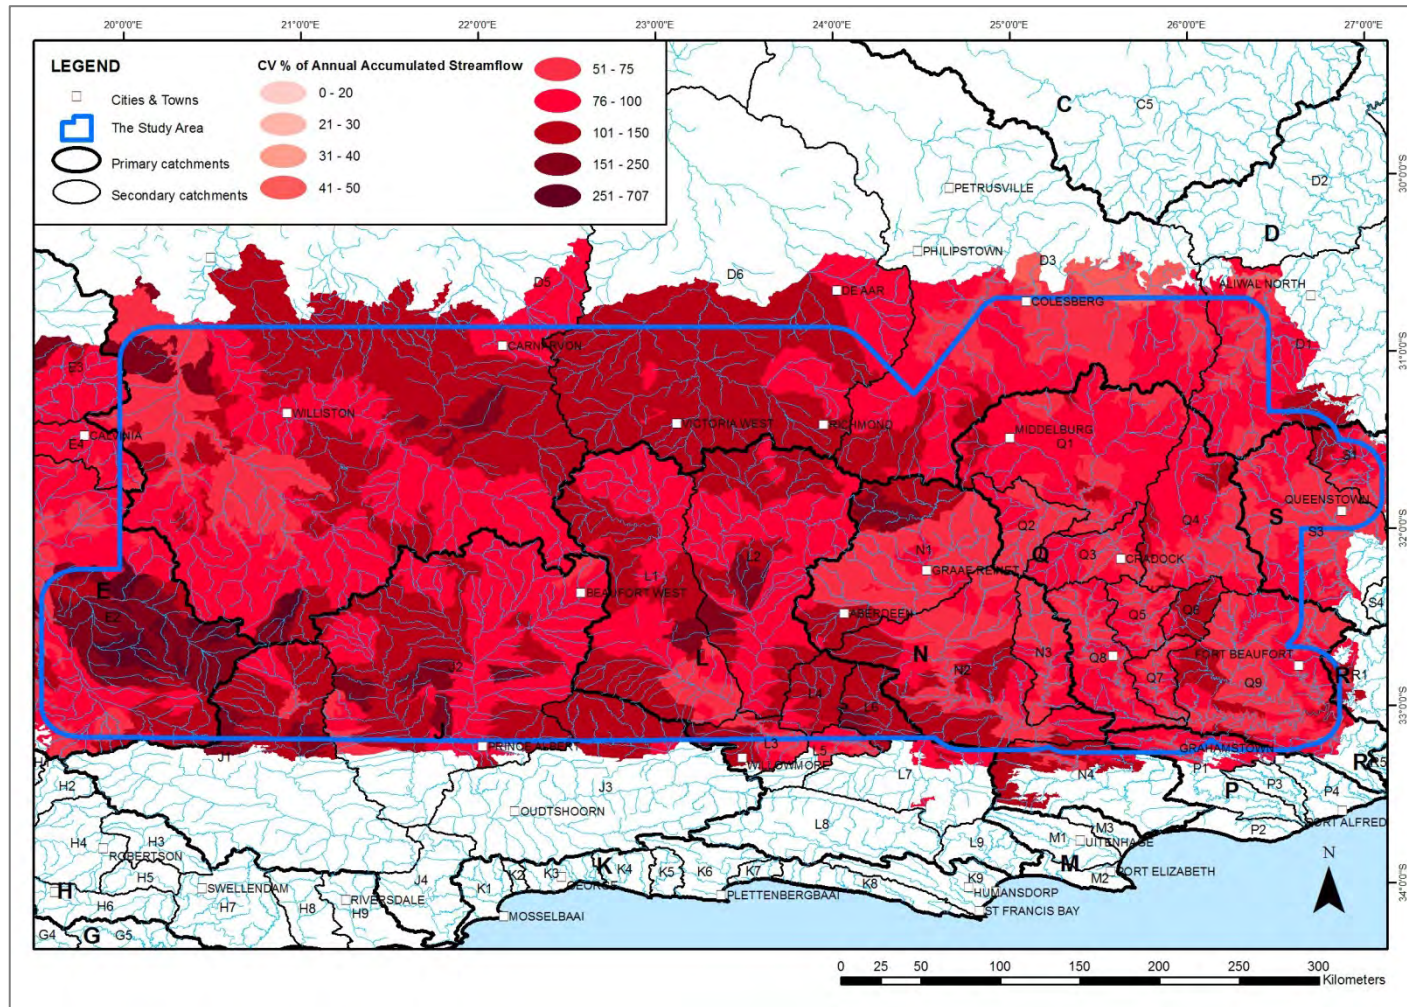 20°0'0"E 21°0'0"E 22°0'0"E 23°0'0"E 24°0'0"E 25°0'0"E 26°0'0"E 27°0'0"E
LEGEND
Cities & Towns
The Study Area
Primary catchments
Secondary catchments
CV % of Annual Accumulated Streamflow
0 - 20
21 - 30
31 - 40
41 - 50
51 - 75
76 - 100
101 - 150
151 - 250
251 - 707
C
C5
D2
PETRUSVILLE
30°0'0"S
D
PHILIPSTOWN
D3
D5
D6
DE AAR
ALIWAL NORTH
COLESBERG
CARNARVON
D1
31°0'0"S
E3
WILLISTON
CALVINIA
E4
VICTORIA WEST
RICHMOND
MIDDELBURG
Q1
S1
QUEENSTOWN
S
Q2
Q4
S3
32°0'0"S
N1
Q
Q3
CRADOCK
L2
GRAAF REINET
L1
BEAUFORT WEST
E
E2
ABERDEEN
Q5
Q6
S4
L
N
N3
Q8
FORT BEAUFORT
J2
N2
Q7
Q9
R
R1
L4
L6
33°0'0"S
J
PRINCE ALBERT
L3
L5
GRAHAMSTOWN
J1
WILLOWMORE
L7
N4
P1
R
R5
H2
J3
P
P3
P4
OUDTSHOORN
PORT ALFRED
H4
H3
L8
M1
M3
P2
ROBERTSON
UITENHAGE
L9
H5
K
M
M2
PORT ELIZABETH
J4
K1
K2
K3
K4
K5
K6
K7
K8
K9
GEORGE
H
SWELLENDAM
RIVERSDALE
PLETTENBERGBAAI
HUMANSDORP
34°0'0"S
H6
H7
H8
H9
MOSSELBAAI
ST FRANCIS BAY
G4
G
G5
N
0 25 50 100 150 200 250 300
Kilometers